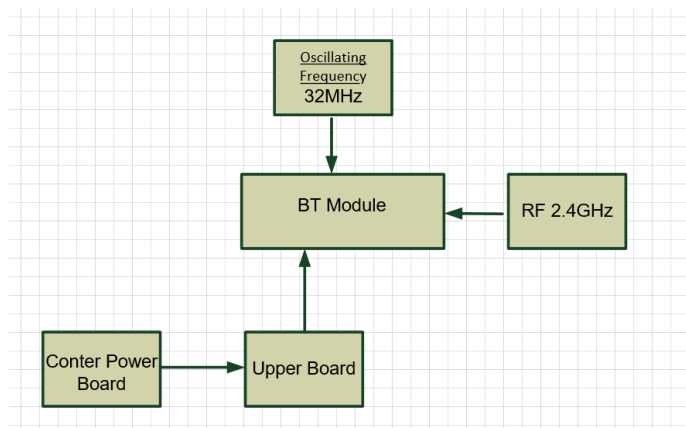 Oscillating
Frequency
32MHz
BT Module
RF 2.4GHz
Conter Power
Board
Upper Board